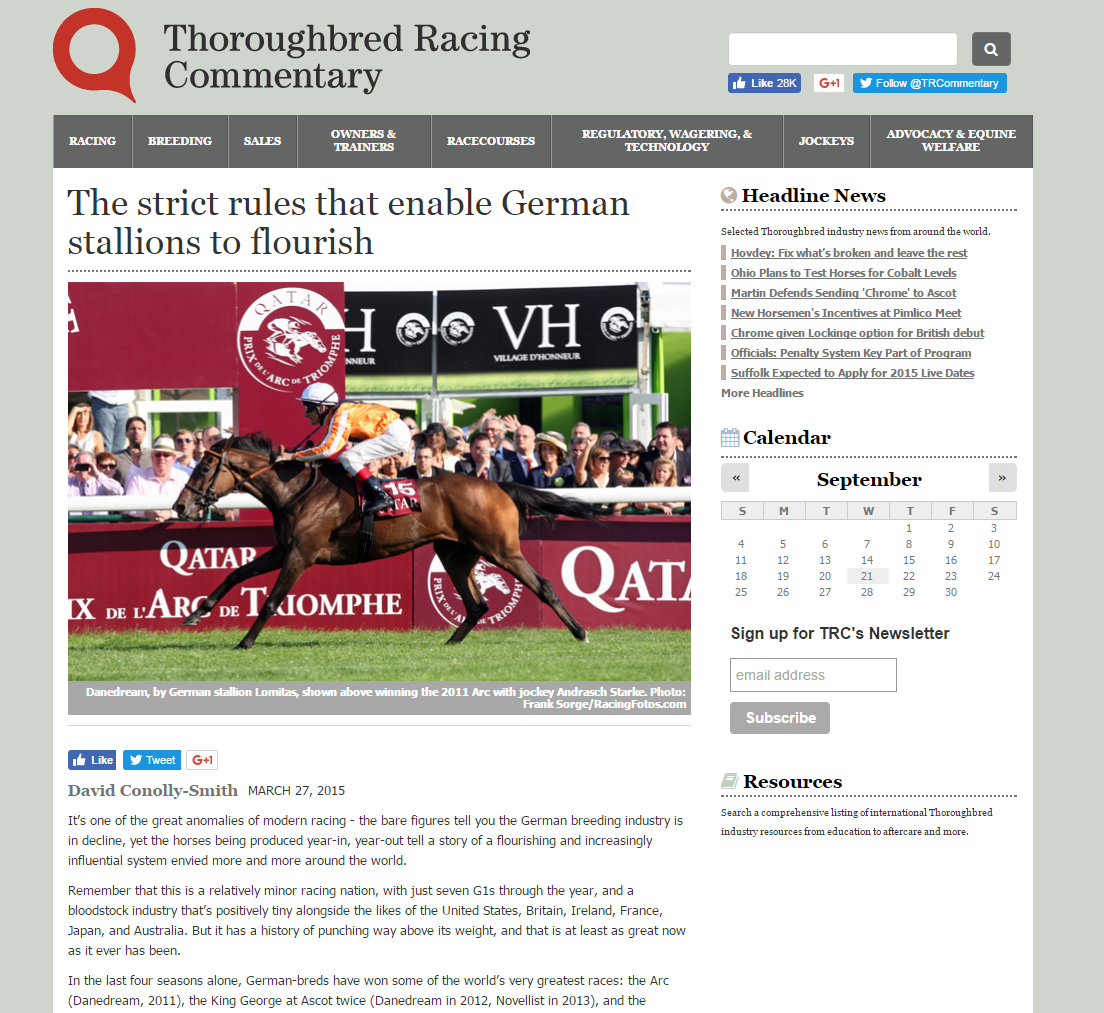 Thoroughbred Racing
Commentary
Like 28K
G+1
Follow @TRCommentary
RACING
BREEDING
SALES
OWNERS &
TRAINERS
RACECOURSES
REGULATORY, WAGERING, &
TECHNOLOGY
JOCKEYS
ADVOCACY & EQUINE
WELFARE
The strict rules that enable German
stallions to flourish
QATAR
PRIX DE L'ARC DE TRIOMPHE
H
NNEUR
VH
VILLAGE D'HONNEUR
15
QATAR
QATAR
IX DE L'ARC DE TRIOMPHE
PRIX DE L'ARC DE TRIOMPHE
QATA
Danedream, by German stallion Lomitas, shown above winning the 2011 Arc with jockey Andrasch Starke. Photo:
Frank Sorge/RacingFotos.com
Like
Tweet
G+1
David Conolly-Smith MARCH 27, 2015
It’s one of the great anomalies of modern racing - the bare figures tell you the German breeding industry is
in decline, yet the horses being produced year-in, year-out tell a story of a flourishing and increasingly
influential system envied more and more around the world.
Remember that this is a relatively minor racing nation, with just seven G1s through the year, and a
bloodstock industry that’s positively tiny alongside the likes of the United States, Britain, Ireland, France,
Japan, and Australia. But it has a history of punching way above its weight, and that is at least as great now
as it ever has been.
In the last four seasons alone, German-breds have won some of the world’s very greatest races: the Arc
(Danedream, 2011), the King George at Ascot twice (Danedream in 2012, Novellist in 2013), and the
Headline News
Selected Thoroughbred industry news from around the world.
Hovdey: Fix what’s broken and leave the rest
Ohio Plans to Test Horses for Cobalt Levels
Martin Defends Sending 'Chrome' to Ascot
New Horsemen's Incentives at Pimlico Meet
Chrome given Lockinge option for British debut
Officials: Penalty System Key Part of Program
Suffolk Expected to Apply for 2015 Live Dates
More Headlines
Calendar
« September »
S M T W T F S
1 2 3
4 5 6 7 8 9 10
11 12 13 14 15 16 17
18 19 20 21 22 23 24
25 26 27 28 29 30
Sign up for TRC's Newsletter
email address
Subscribe
Resources
Search a comprehensive listing of international Thoroughbred
industry resources from education to aftercare and more.